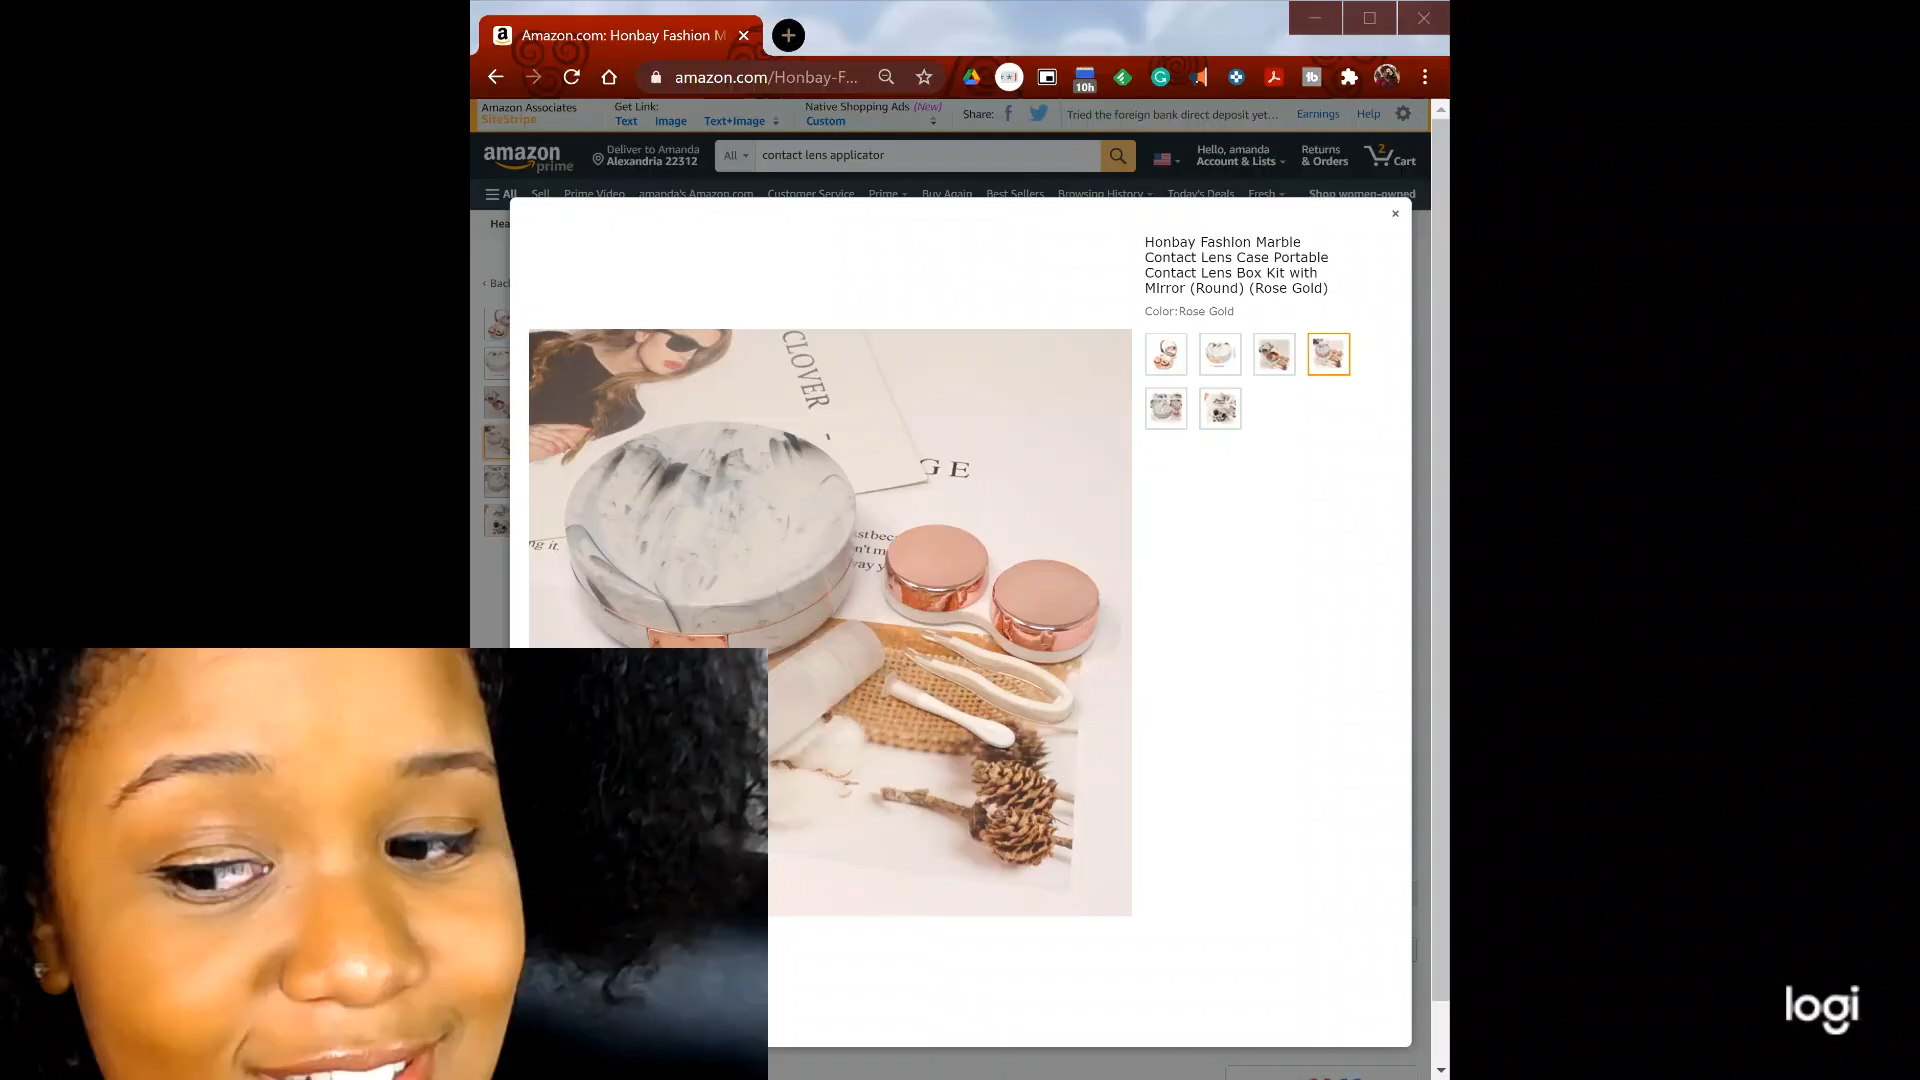 Amazon.com: Honbay Fashion M
amazon.com/Honbay-F...
10h
Amazon Associates
SiteStripe
Get Link:
Text Image Text+Image
Native Shopping Ads (New)
Custom
Share:
Tried the foreign bank direct deposit yet...
Earnings
Help
amazon
prime
Deliver to Amanda
Alexandria 22312
All
contact lens applicator
Hello, amanda
Account & Lists
Returns
& Orders
2
Cart
All Sell Prime Video amanda's Amazon.com Customer Service Prime Buy Again Best Sellers Browsing History Today's Deals Fresh Shop women-owned
Hea
‹ Bac
Honbay Fashion Marble
Contact Lens Case Portable
Contact Lens Box Kit with
Mirror (Round) (Rose Gold)
Color:Rose Gold
CLOVER
GE
ng it.
logi